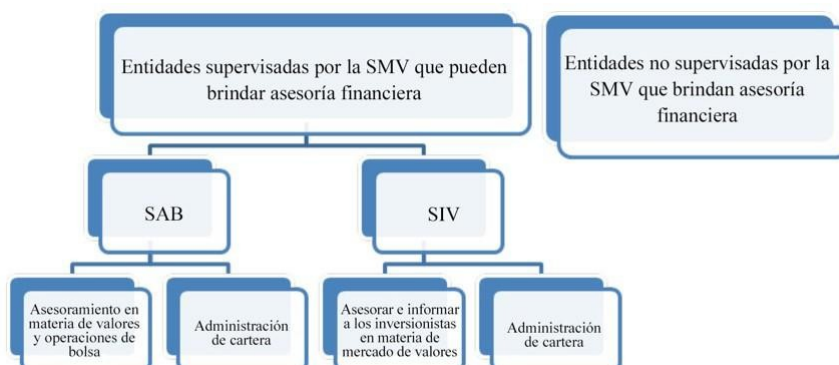 Entidades supervisadas por la SMV que pueden
brindar asesoría financiera
Entidades no supervisadas por la
SMV que brindan asesoría
financiera
SAB
SIV
Asesoramiento en
materia de valores
y operaciones de
bolsa
Administración
de cartera
Asesorar e informar
a los inversionistas
en materia de
mercado de valores
Administración
de cartera